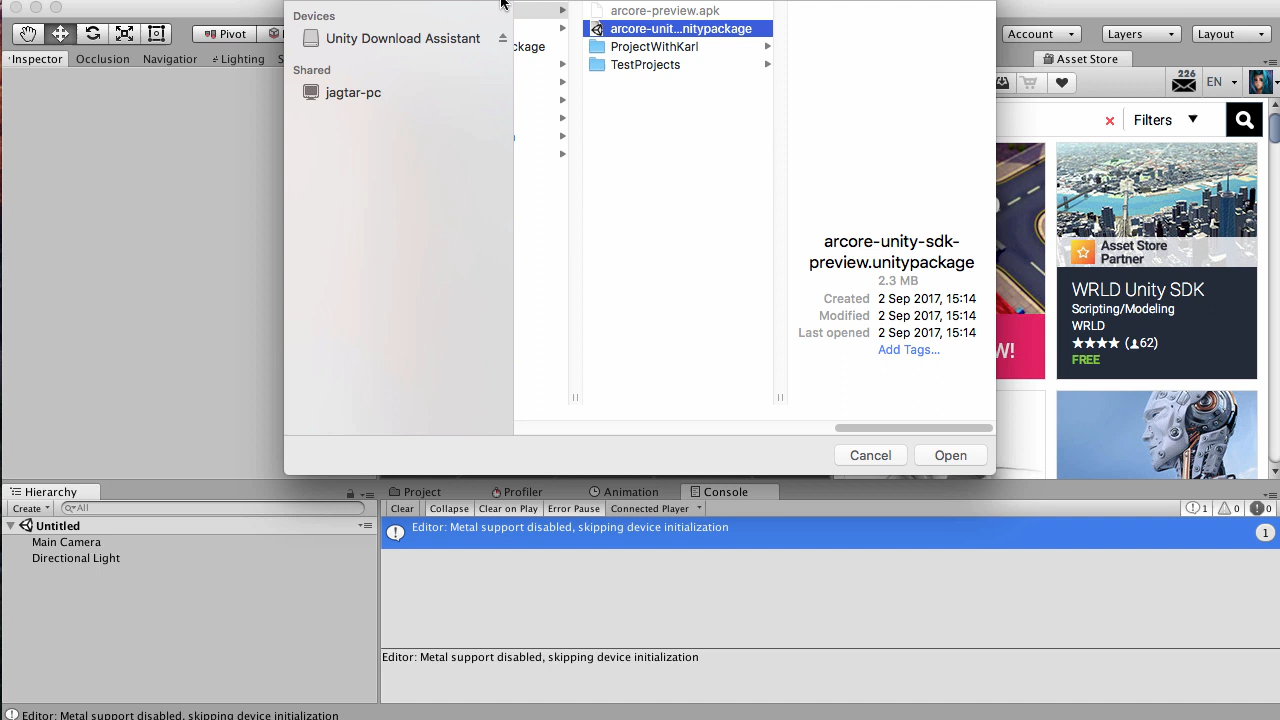 Devices
Unity Download Assistant
Shared
jagtar-pc
ckage
arcore-preview.apk
arcore-unit...nitypackage
ProjectWithKarl
TestProjects
arcore-unity-sdk-
preview.unitypackage
2.3 MB
Created 2 Sep 2017, 15:14
Modified 2 Sep 2017, 15:14
Last opened 2 Sep 2017, 15:14
Add Tags...
Cancel
Open
Pivot
Account
Layers
Layout
Inspector
Occlusion
Navigator
Lighting
S
Asset Store
226
EN
Filters
W!
Asset Store
Partner
WRLD Unity SDK
Scripting/Modeling
WRLD
(62)
FREE
Hierarchy
Create
All
Untitled
Main Camera
Directional Light
Project
Profiler
Animation
Console
Clear
Collapse
Clear on Play
Error Pause
Connected Player
1
0
0
Editor: Metal support disabled, skipping device initialization
1
Editor: Metal support disabled, skipping device initialization
Editor: Metal support disabled, skipping device initialization